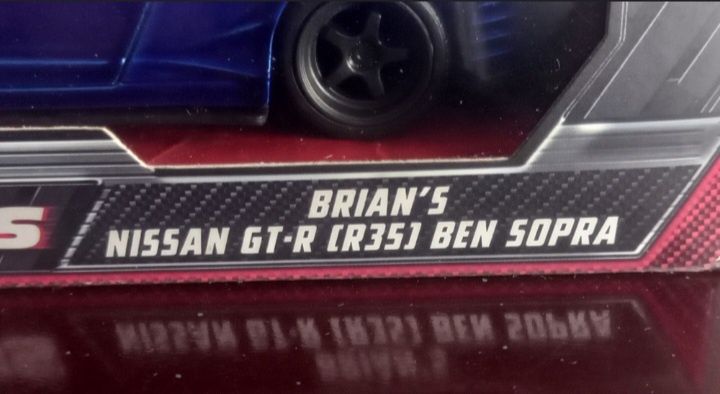 BRIAN'S
NISSAN GT-R (R35) BEN SOPRA